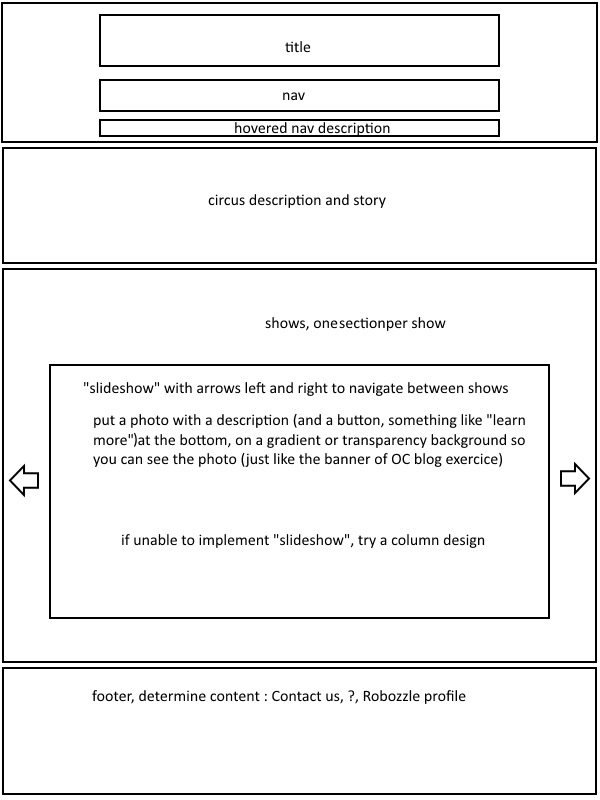 title
nav
hovered nav description
circus description and story
shows, onesectionper show
"slideshow" with arrows left and right to navigate between shows
put a photo with a description (and a button, something like "learn
more")at the bottom, on a gradient or transparency background so
you can see the photo (just like the banner of OC blog exercice)
if unable to implement "slideshow", try a column design
footer, determine content : Contact us, ?, Robozzle profile